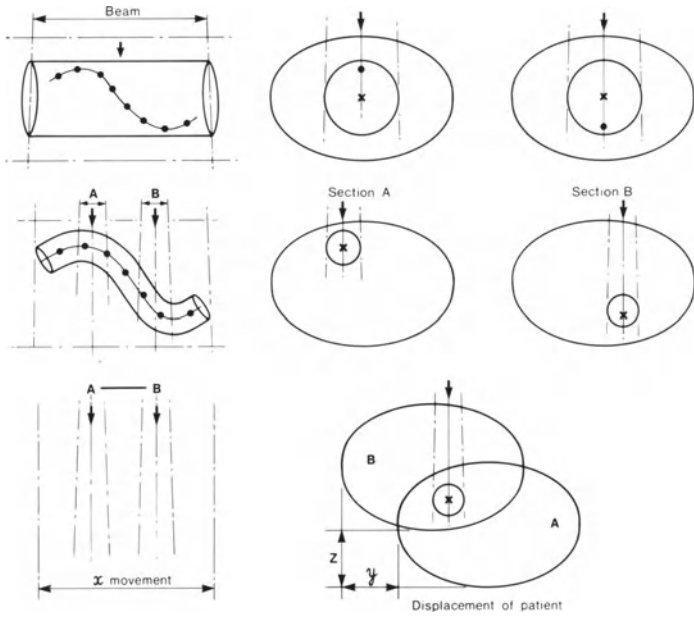 Beam
A B
Section A
Section B
A B
x movement
B
A
Z
y
Displacement of patient